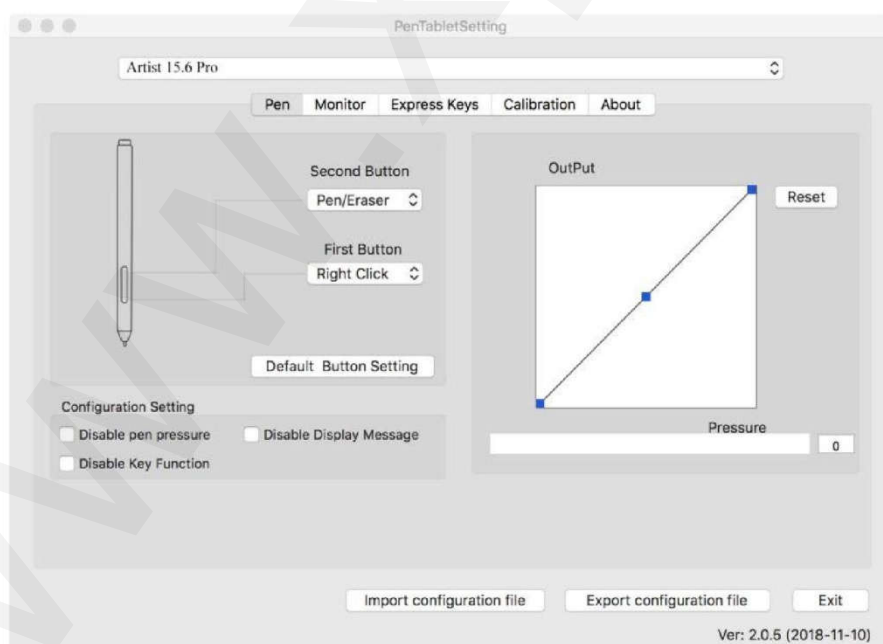 PenTabletSetting
Artist 15.6 Pro
Pen Monitor Express Keys Calibration About
Second Button
Pen/Eraser
First Button
Right Click
Default Button Setting
OutPut
Reset
Pressure
0
Configuration Setting
Disable pen pressure Disable Display Message
Disable Key Function
Import configuration file Export configuration file Exit
Ver: 2.0.5 (2018-11-10)